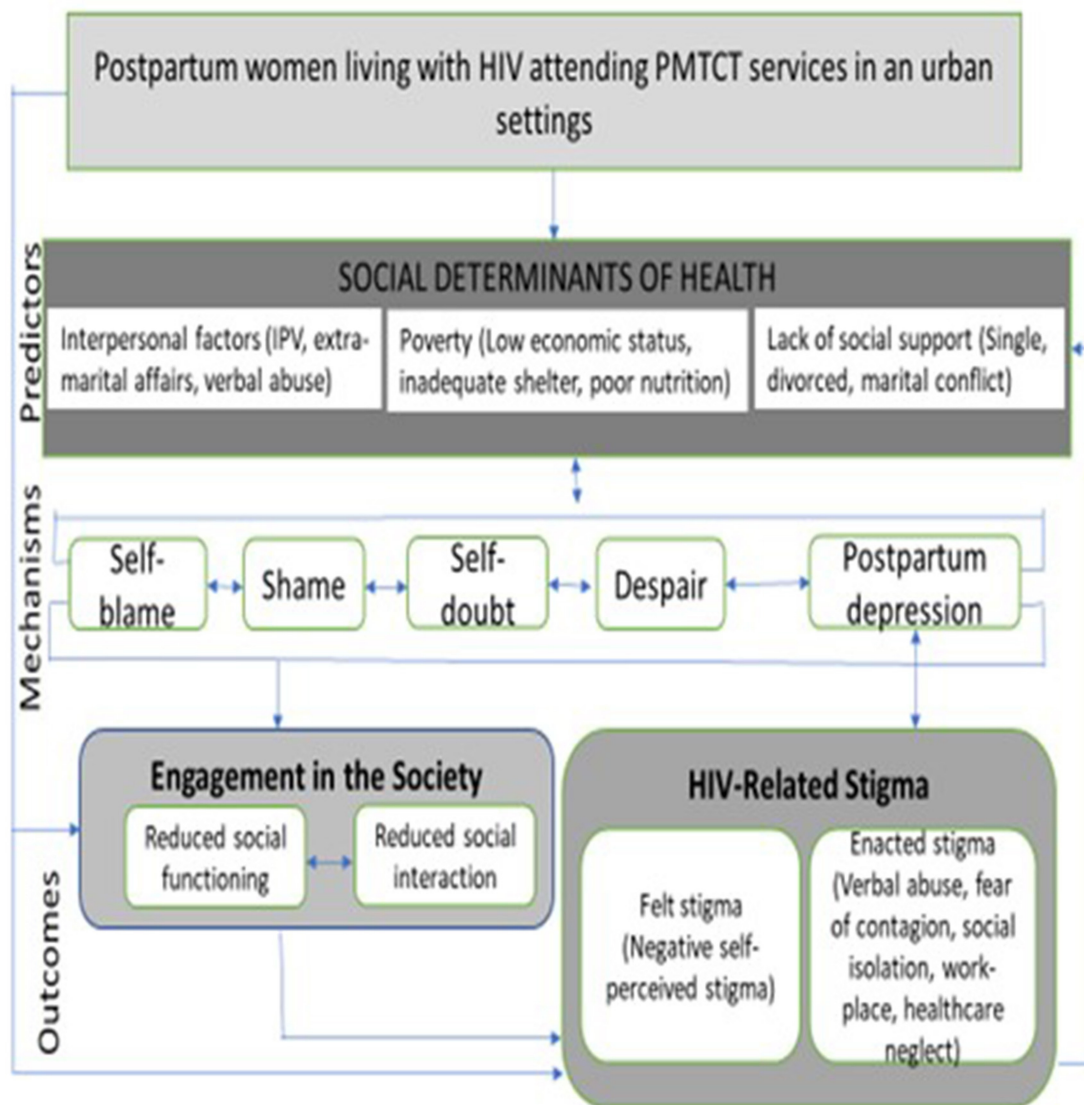 Postpartum women living with HIV attending PMTCT services in an urban
settings
Predictors
SOCIAL DETERMINANTS OF HEALTH
Interpersonal factors (IPV, extra-
marital affairs, verbal abuse)
Poverty (Low economic status,
inadequate shelter, poor nutrition)
Lack of social support (Single,
divorced, marital conflict)
Mechanisms
Self-
blame
Shame
Self-
doubt
Despair
Postpartum
depression
Outcomes
Engagement in the Society
Reduced social
functioning
Reduced social
interaction
HIV-Related Stigma
Felt stigma
(Negative self-
perceived stigma)
Enacted stigma
(Verbal abuse, fear
of contagion, social
isolation, work-
place, healthcare
neglect)